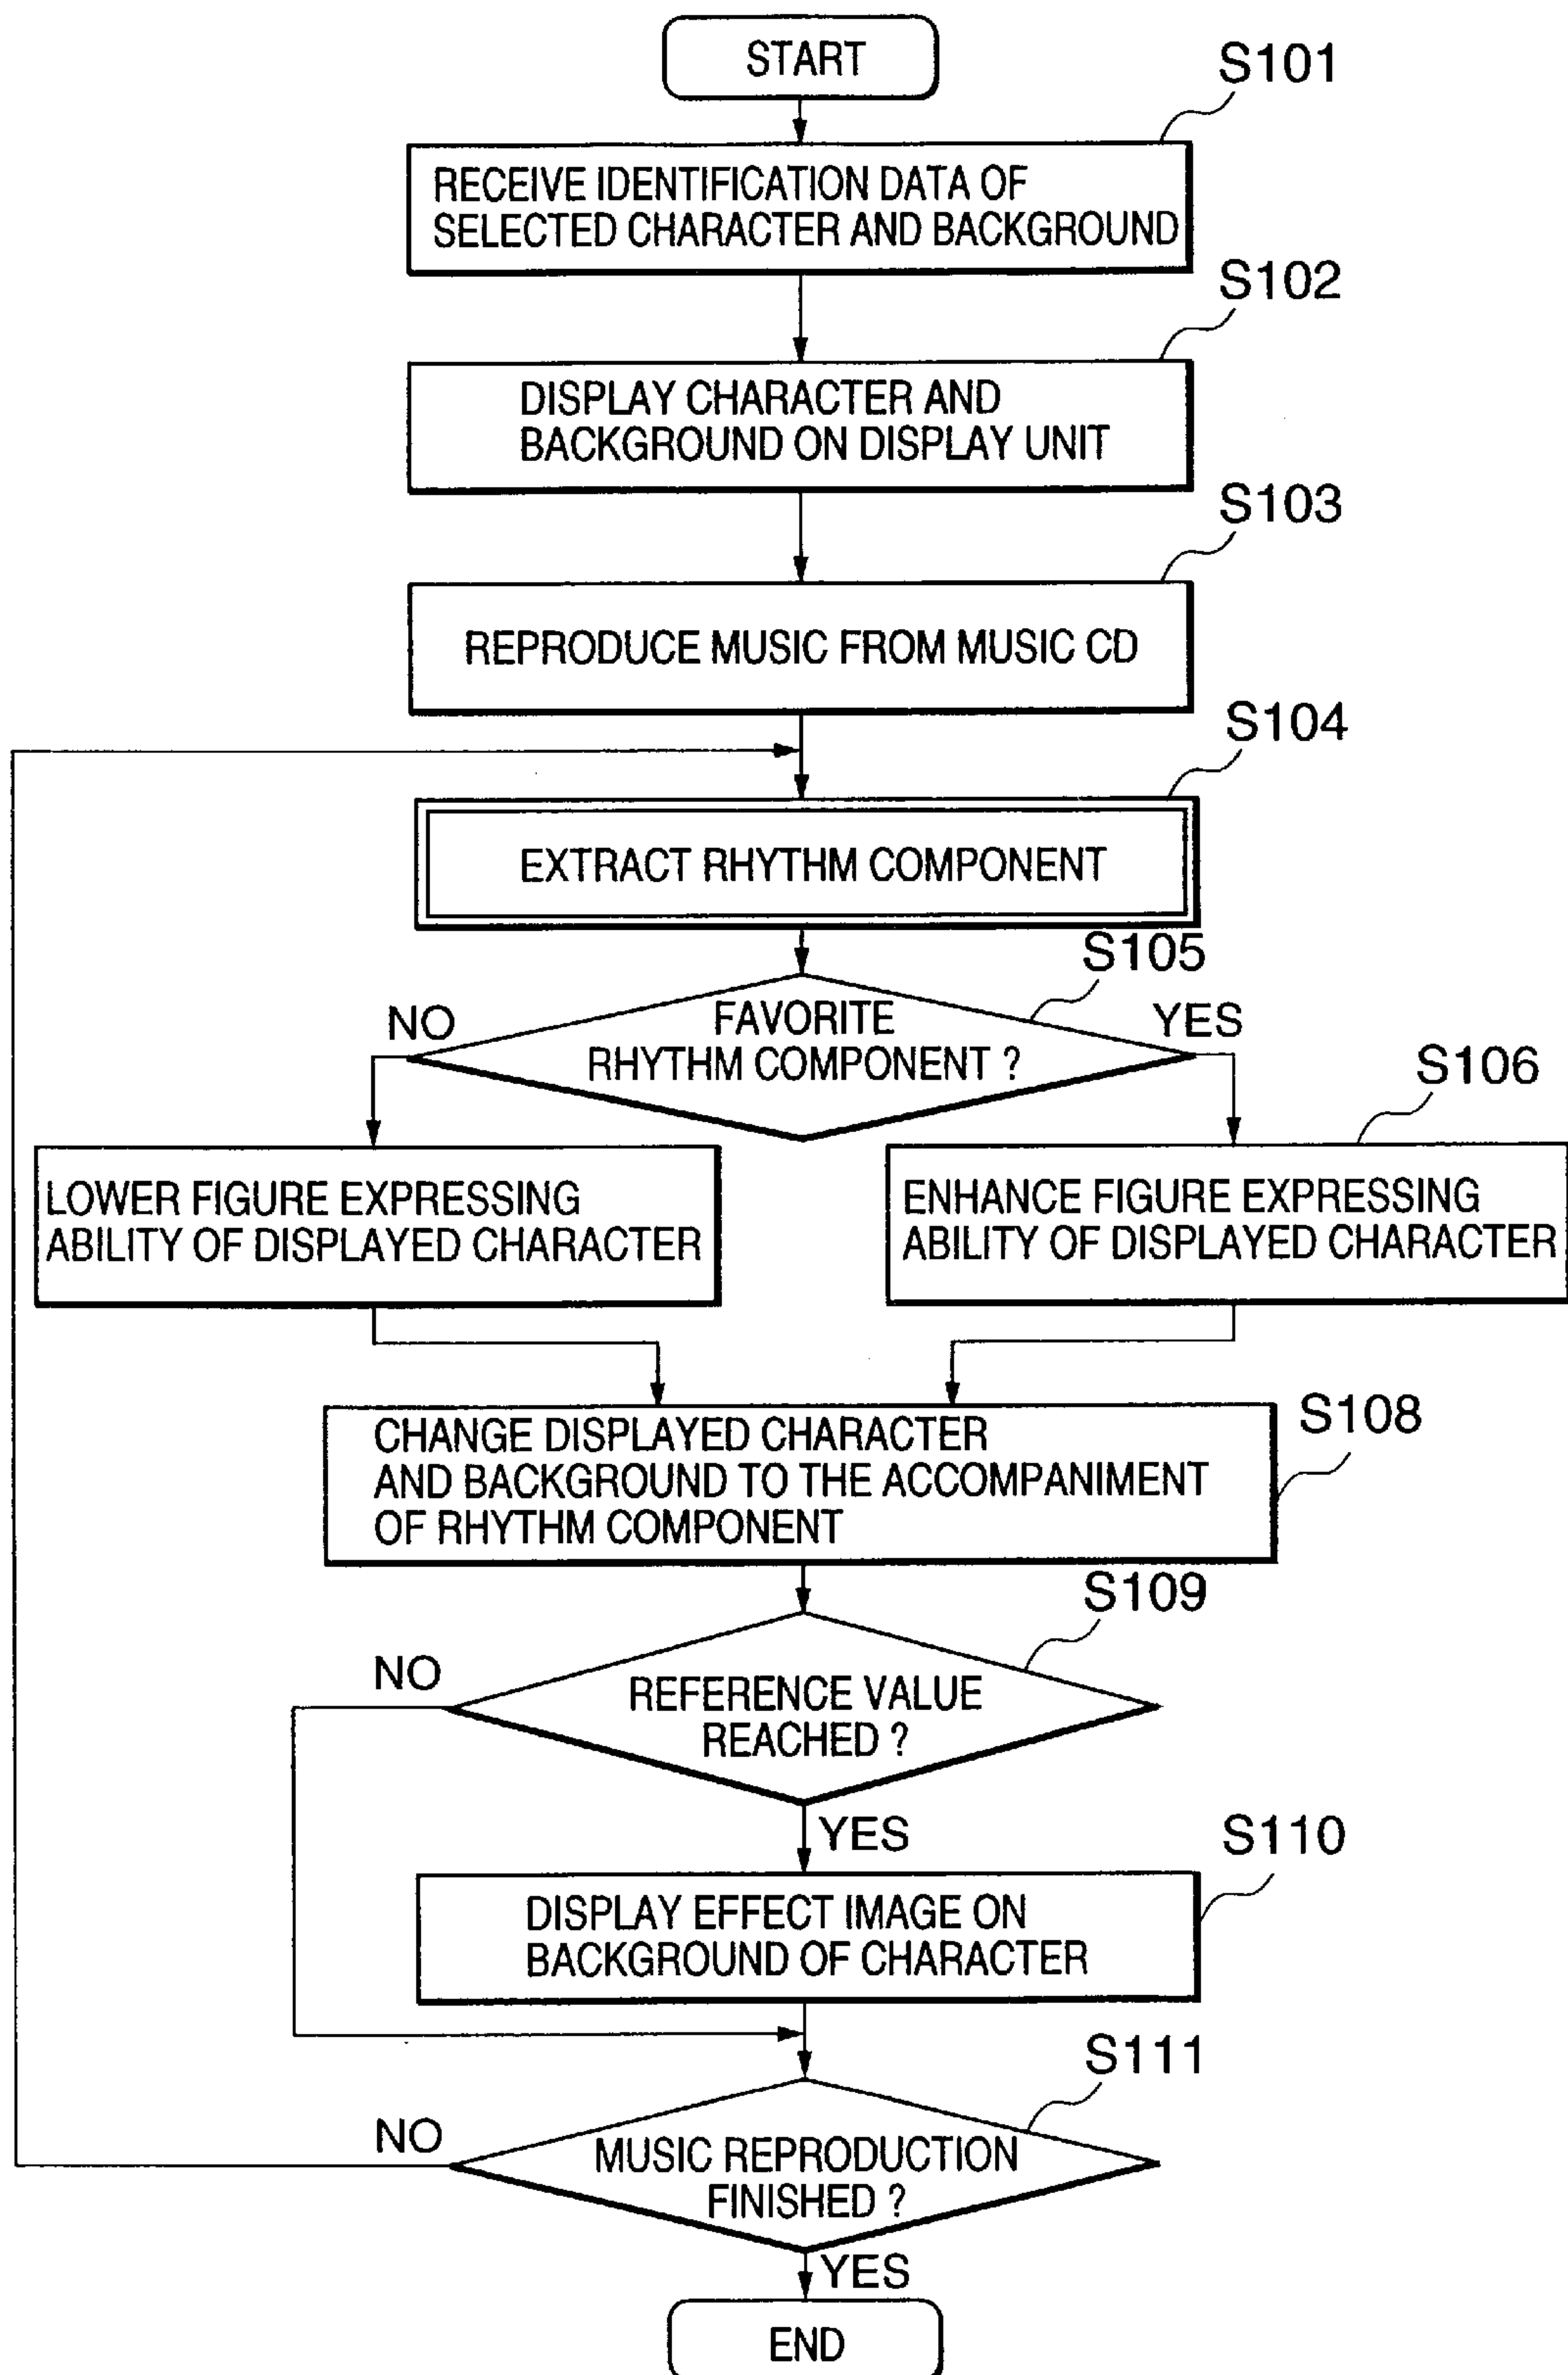 START
S101
RECEIVE IDENTIFICATION DATA OF
SELECTED CHARACTER AND BACKGROUND
S102
DISPLAY CHARACTER AND
BACKGROUND ON DISPLAY UNIT
S103
REPRODUCE MUSIC FROM MUSIC CD
S104
EXTRACT RHYTHM COMPONENT
S105
NO
FAVORITE
RHYTHM COMPONENT ?
YES
S106
LOWER FIGURE EXPRESSING
ABILITY OF DISPLAYED CHARACTER
ENHANCE FIGURE EXPRESSING
ABILITY OF DISPLAYED CHARACTER
S108
CHANGE DISPLAYED CHARACTER
AND BACKGROUND TO THE ACCOMPANIMENT
OF RHYTHM COMPONENT
S109
NO
REFERENCE VALUE
REACHED ?
YES
S110
DISPLAY EFFECT IMAGE ON
BACKGROUND OF CHARACTER
S111
NO
MUSIC REPRODUCTION
FINISHED ?
YES
END